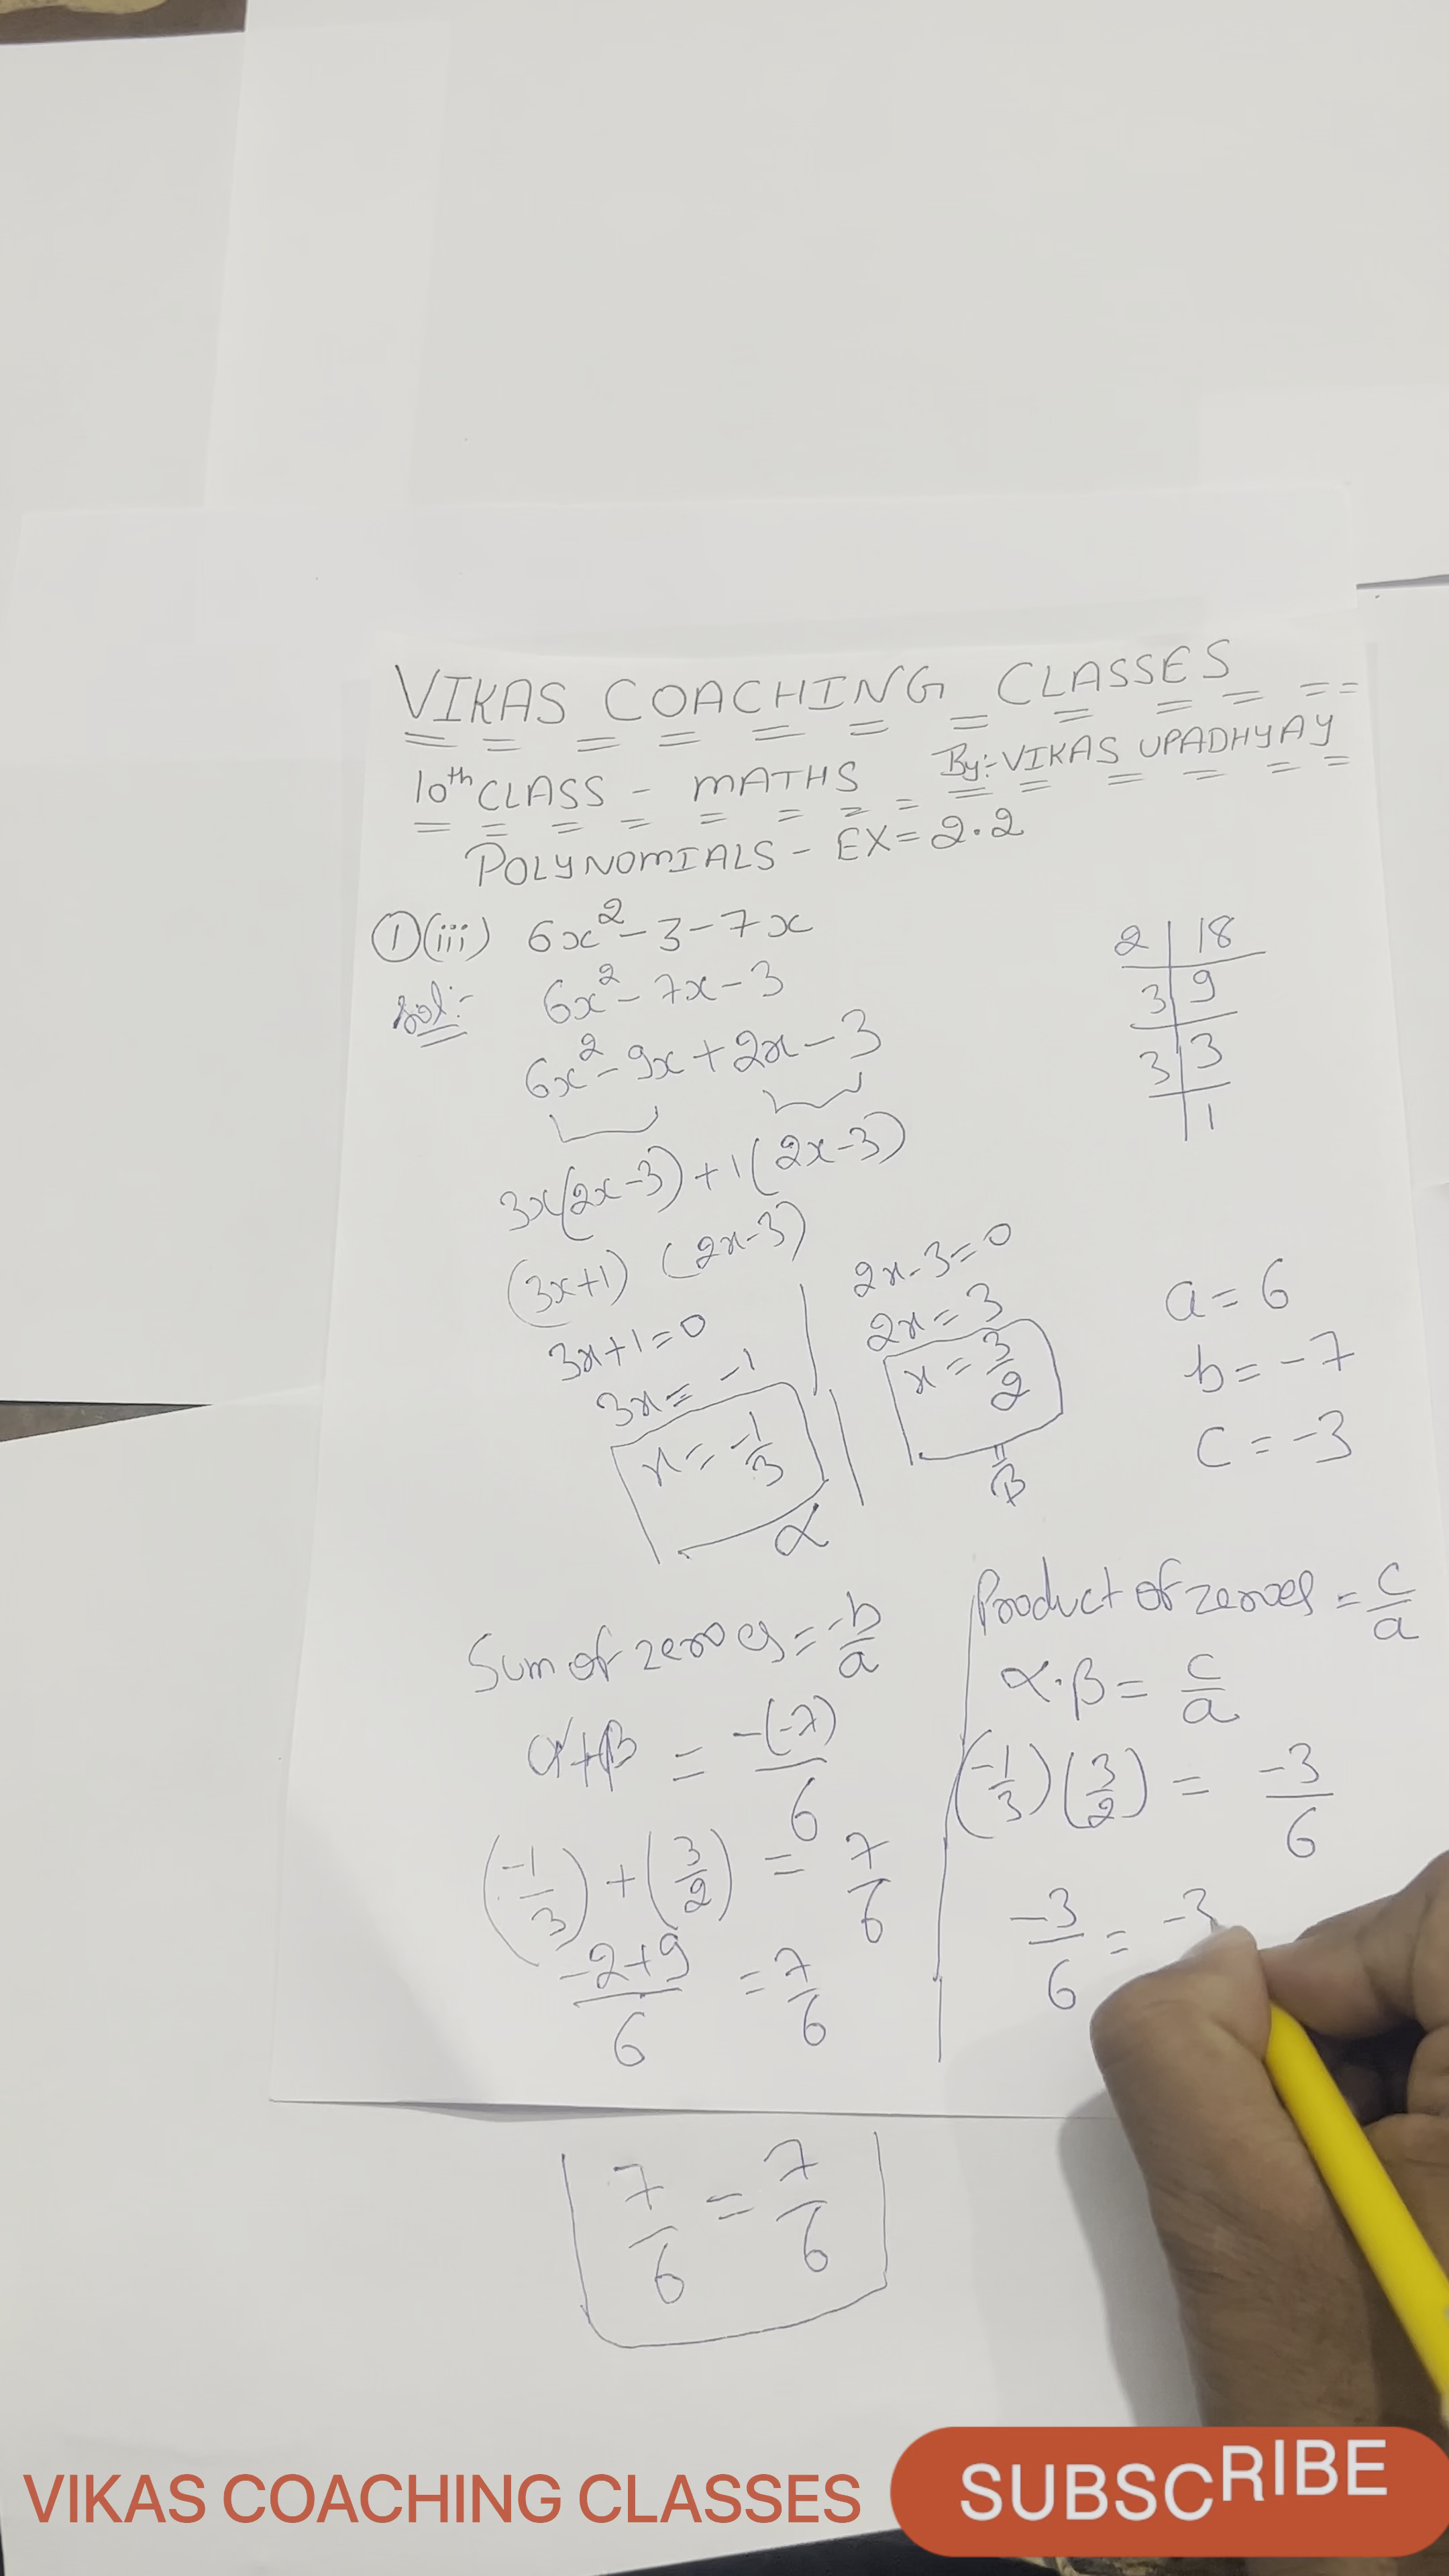 VIKAS COACHING CLASSES
10th CLASS - MATHS By:- VIKAS UPADHYAY
POLYNOMIALS - EX = 2.2
①(iii) 6x² - 3 - 7x
Sol:- 6x² - 7x - 3
6x² - 9x + 2x - 3
3x(2x-3) + 1(2x-3)
(3x+1) (2x-3)
2 | 18
3 | 9
3 | 3
| 1
3x+1=0
3x = -1
x = -1/3
α
2x-3=0
2x = 3
x = 3/2
=
β
a = 6
b = -7
c = -3
Sum of zeroes = -b/a
α+β = -(-7)/6
(-1/3) + (3/2) = 7/6
-2+9/6 = 7/6
7/6 = 7/6
Product of zeroes = c/a
α.β = c/a
(-1/3) (3/2) = -3/6
-3/6 = -3
VIKAS COACHING CLASSES
SUBSCRIBE